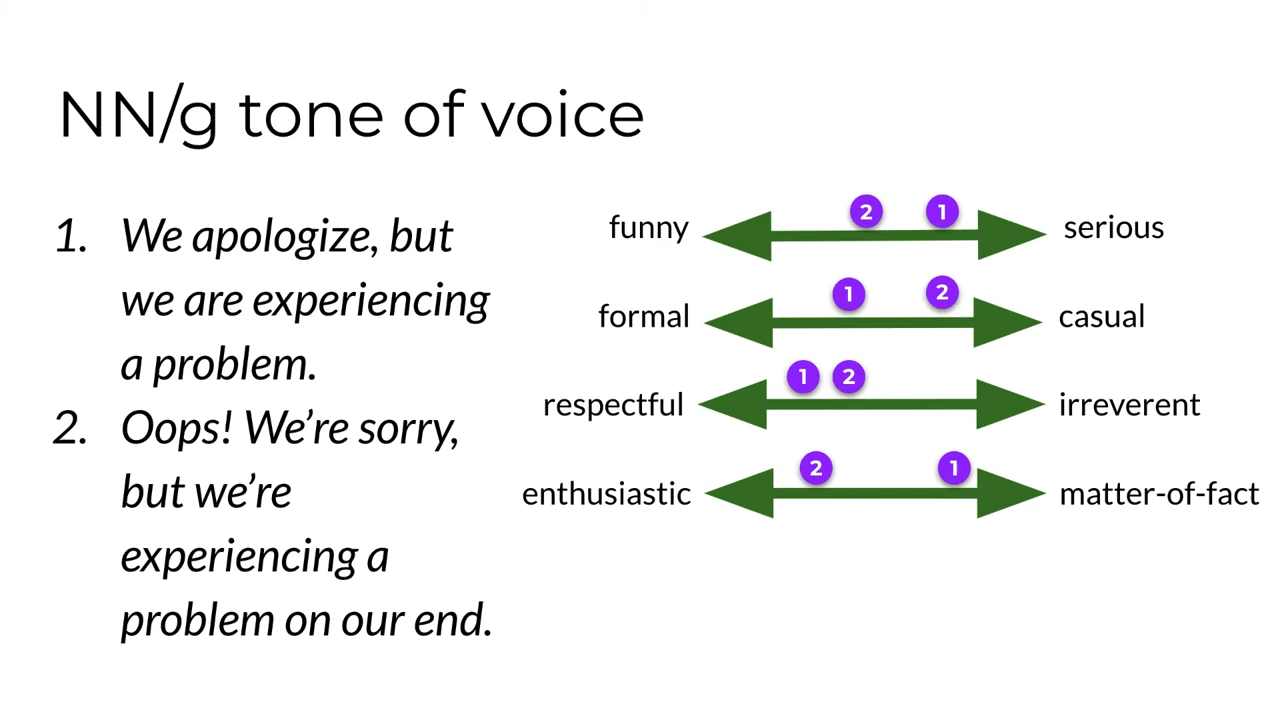 NN/g tone of voice
1. We apologize, but
we are experiencing
a problem.
2. Oops! We’re sorry,
but we’re
experiencing a
problem on our end.
funny 2 1 serious
formal 1 2 casual
respectful 1 2 irreverent
enthusiastic 2 1 matter-of-fact